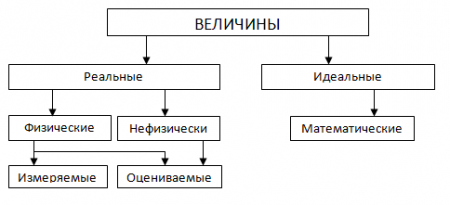 ВЕЛИЧИНЫ
Реальные
Идеальные
Физические
Нефизически
Математические
Измеряемые
Оцениваемые